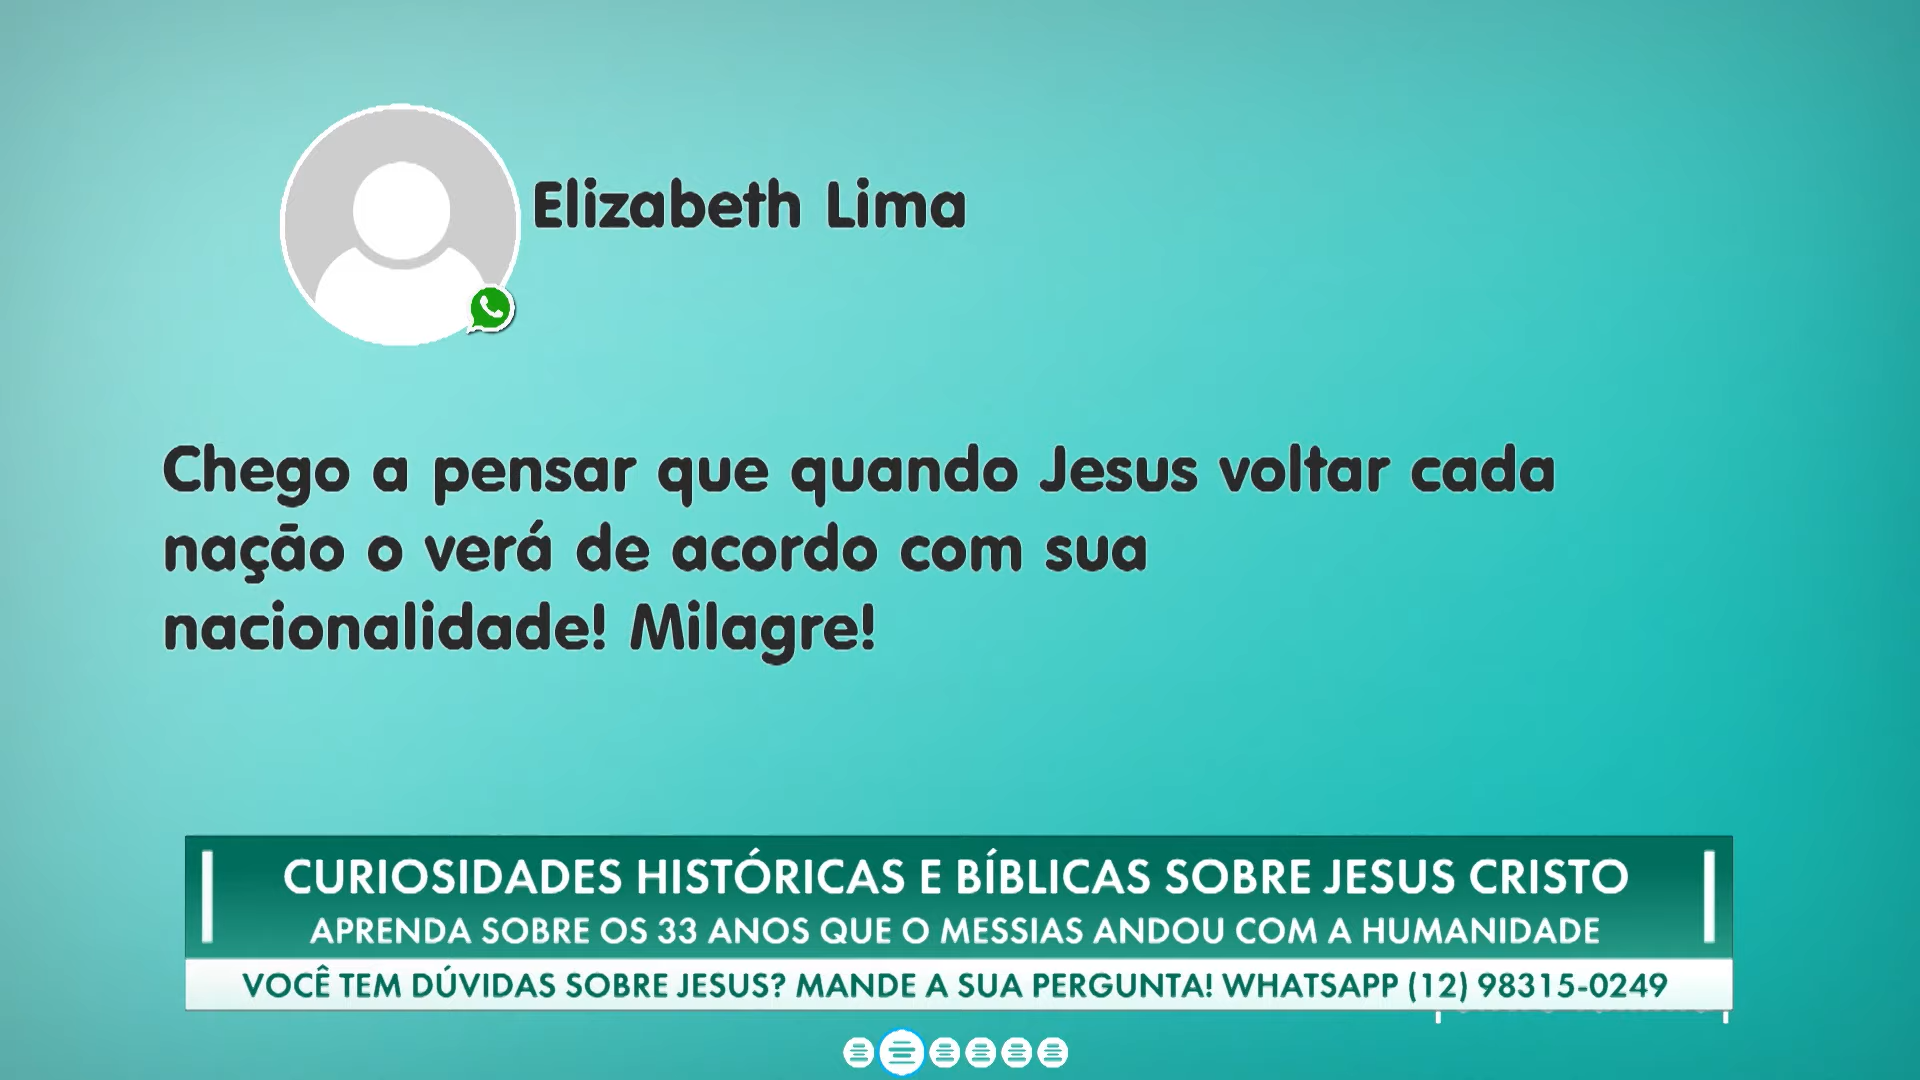 Elizabeth Lima
Chego a pensar que quando Jesus voltar cada
nação o verá de acordo com sua
nacionalidade! Milagre!
CURIOSIDADES HISTÓRICAS E BÍBLICAS SOBRE JESUS CRISTO
APRENDA SOBRE OS 33 ANOS QUE O MESSIAS ANDOU COM A HUMANIDADE
VOCÊ TEM DÚVIDAS SOBRE JESUS? MANDE A SUA PERGUNTA! WHATSAPP (12) 98315-0249